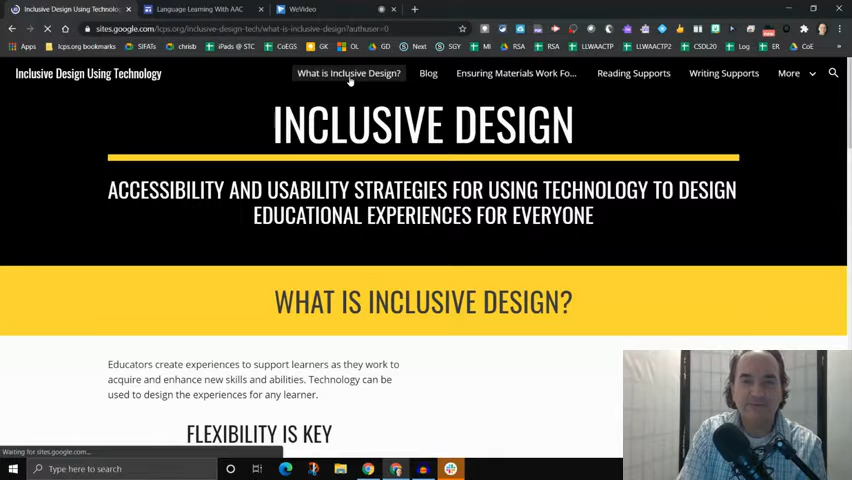 Inclusive Design Using Technolog
Language Learning With AAC
WeVideo
sites.google.com/lcps.org/inclusive-design-tech/what-is-inclusive-design?authuser=0
Apps
lcps.org bookmarks
SIFATs
chrisb
iPads @ STC
CoEGS
GK
OL
GD
Next
SGY
MI
RSA
RSA
LLWAACTP
LLWAACTP2
CSDL20
Log
ER
CoE
Inclusive Design Using Technology
What is Inclusive Design?
Blog
Ensuring Materials Work Fo...
Reading Supports
Writing Supports
More
INCLUSIVE DESIGN
ACCESSIBILITY AND USABILITY STRATEGIES FOR USING TECHNOLOGY TO DESIGN
EDUCATIONAL EXPERIENCES FOR EVERYONE
WHAT IS INCLUSIVE DESIGN?
Educators create experiences to support learners as they work to
acquire and enhance new skills and abilities. Technology can be
used to design the experiences for any learner.
FLEXIBILITY IS KEY
Waiting for sites.google.com...
Type here to search